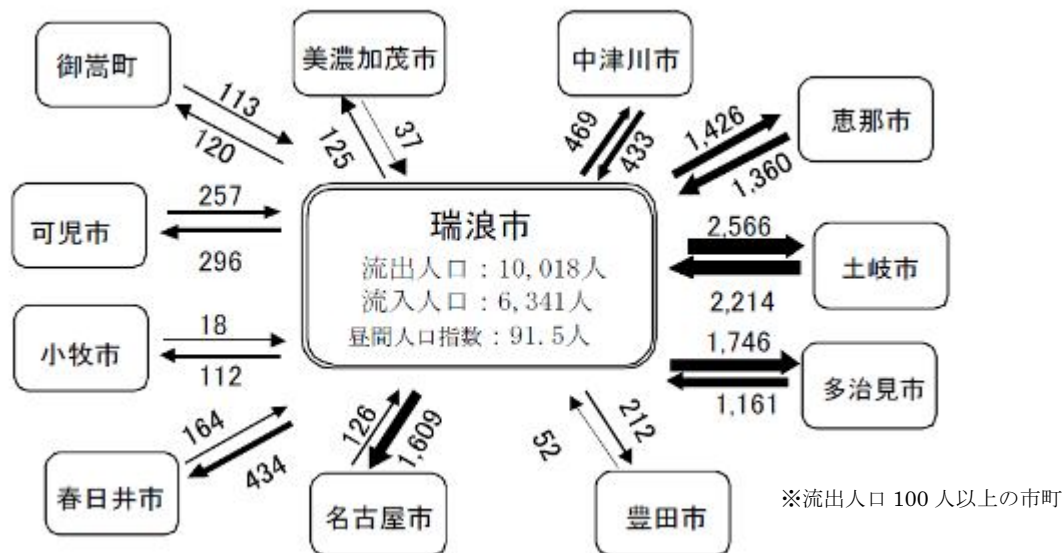 御嵩町
美濃加茂市
中津川市
恵那市
113
120
125
37
469
433
1,426
1,360
可児市
257
296
瑞浪市
流出人口：10,018人
流入人口：6,341人
昼間人口指数：91.5人
2,566
2,214
土岐市
小牧市
18
112
1,746
1,161
多治見市
春日井市
164
434
126
1,609
名古屋市
52
212
豊田市
※流出人口 100 人以上の市町